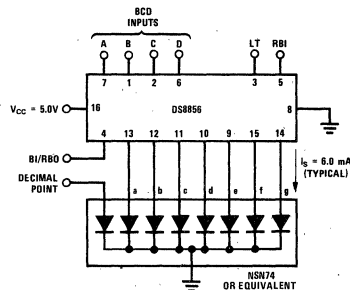 BCD
INPUTS
A B C D LT RBI
7 1 2 6 3 5
VCC = 5.0V 16 DS8856 8
4 13 12 11 10 9 15 14
BI/RBO
IS = 6.0 mA
(TYPICAL)
DECIMAL
POINT
a b c d e f g
NSN74
OR EQUIVALENT